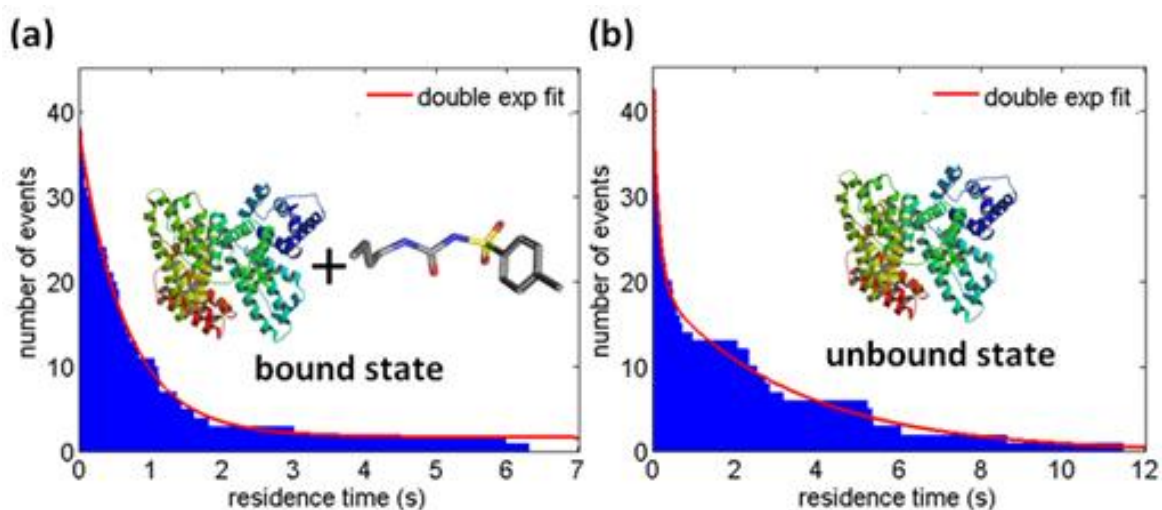 (a)
double exp fit
number of events
40
30
20
10
0
bound state
0 1 2 3 4 5 6 7
residence time (s)
(b)
double exp fit
number of events
40
30
20
10
0
unbound state
0 2 4 6 8 10 12
residence time (s)